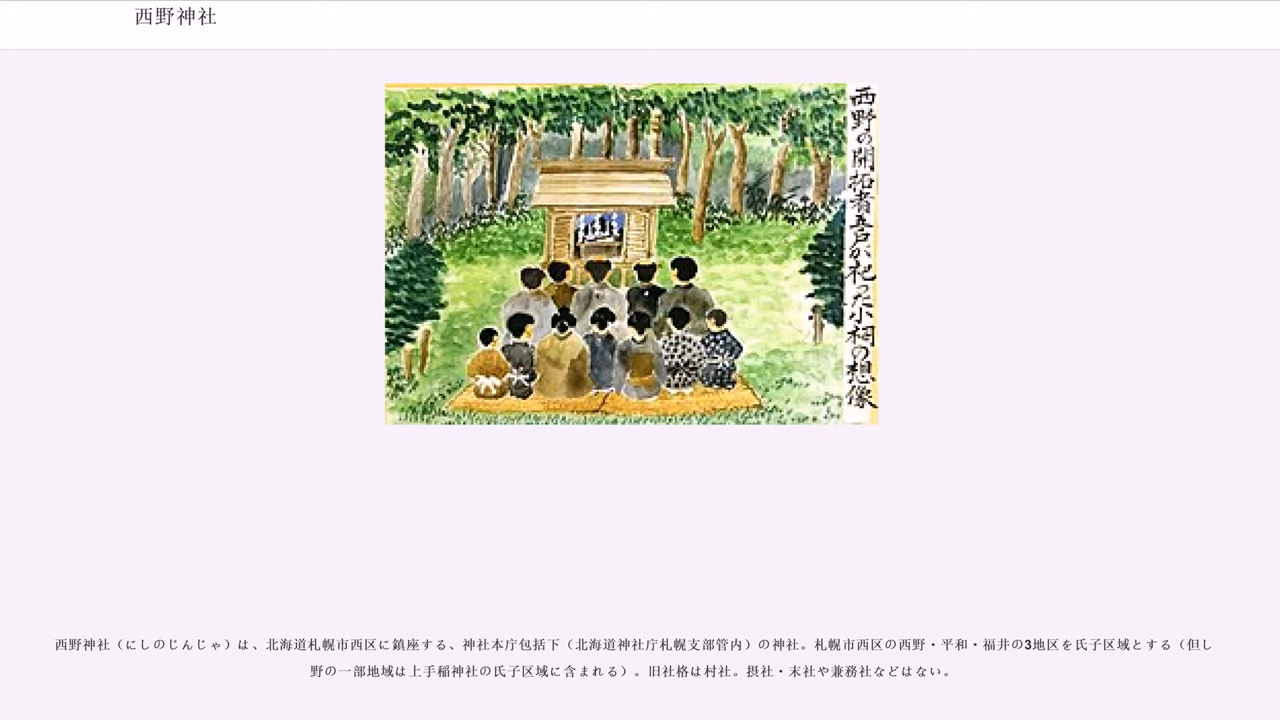 西野神社
西野の開拓者吾戸が祀った小祠の想像
西野神社（にしのじんじゃ）は、北海道札幌市西区に鎮座する、神社本庁包括下（北海道神社庁札幌支部管内）の神社。札幌市西区の西野・平和・福井の3地区を氏子区域とする（但し
野の一部地域は上手稲神社の氏子区域に含まれる）。旧社格は村社。摂社・末社や兼務社などはない。